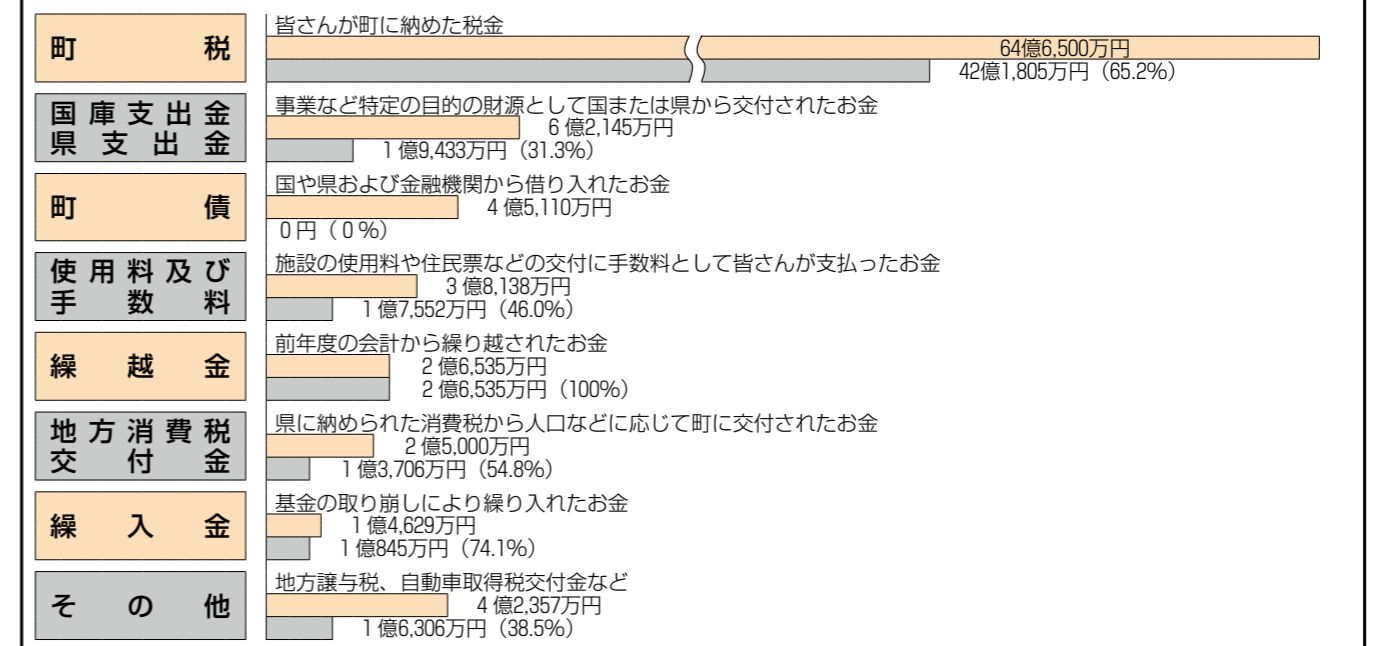 町税
皆さんが町に納めた税金
64億6,500万円
42億1,805万円（65.2%）
国庫支出金
県支出金
事業など特定の目的の財源として国または県から交付されたお金
6億2,145万円
1億9,433万円（31.3%）
町債
国や県および金融機関から借り入れたお金
4億5,110万円
0円（0%）
使用料及び
手数料
施設の使用料や住民票などの交付に手数料として皆さんが支払ったお金
3億8,138万円
1億7,552万円（46.0%）
繰越金
前年度の会計から繰り越されたお金
2億6,535万円
2億6,535万円（100%）
地方消費税
交付金
県に納められた消費税から人口などに応じて町に交付されたお金
2億5,000万円
1億3,706万円（54.8%）
繰入金
基金の取り崩しにより繰り入れたお金
1億4,629万円
1億845万円（74.1%）
その他
地方譲与税、自動車取得税交付金など
4億2,357万円
1億6,306万円（38.5%）